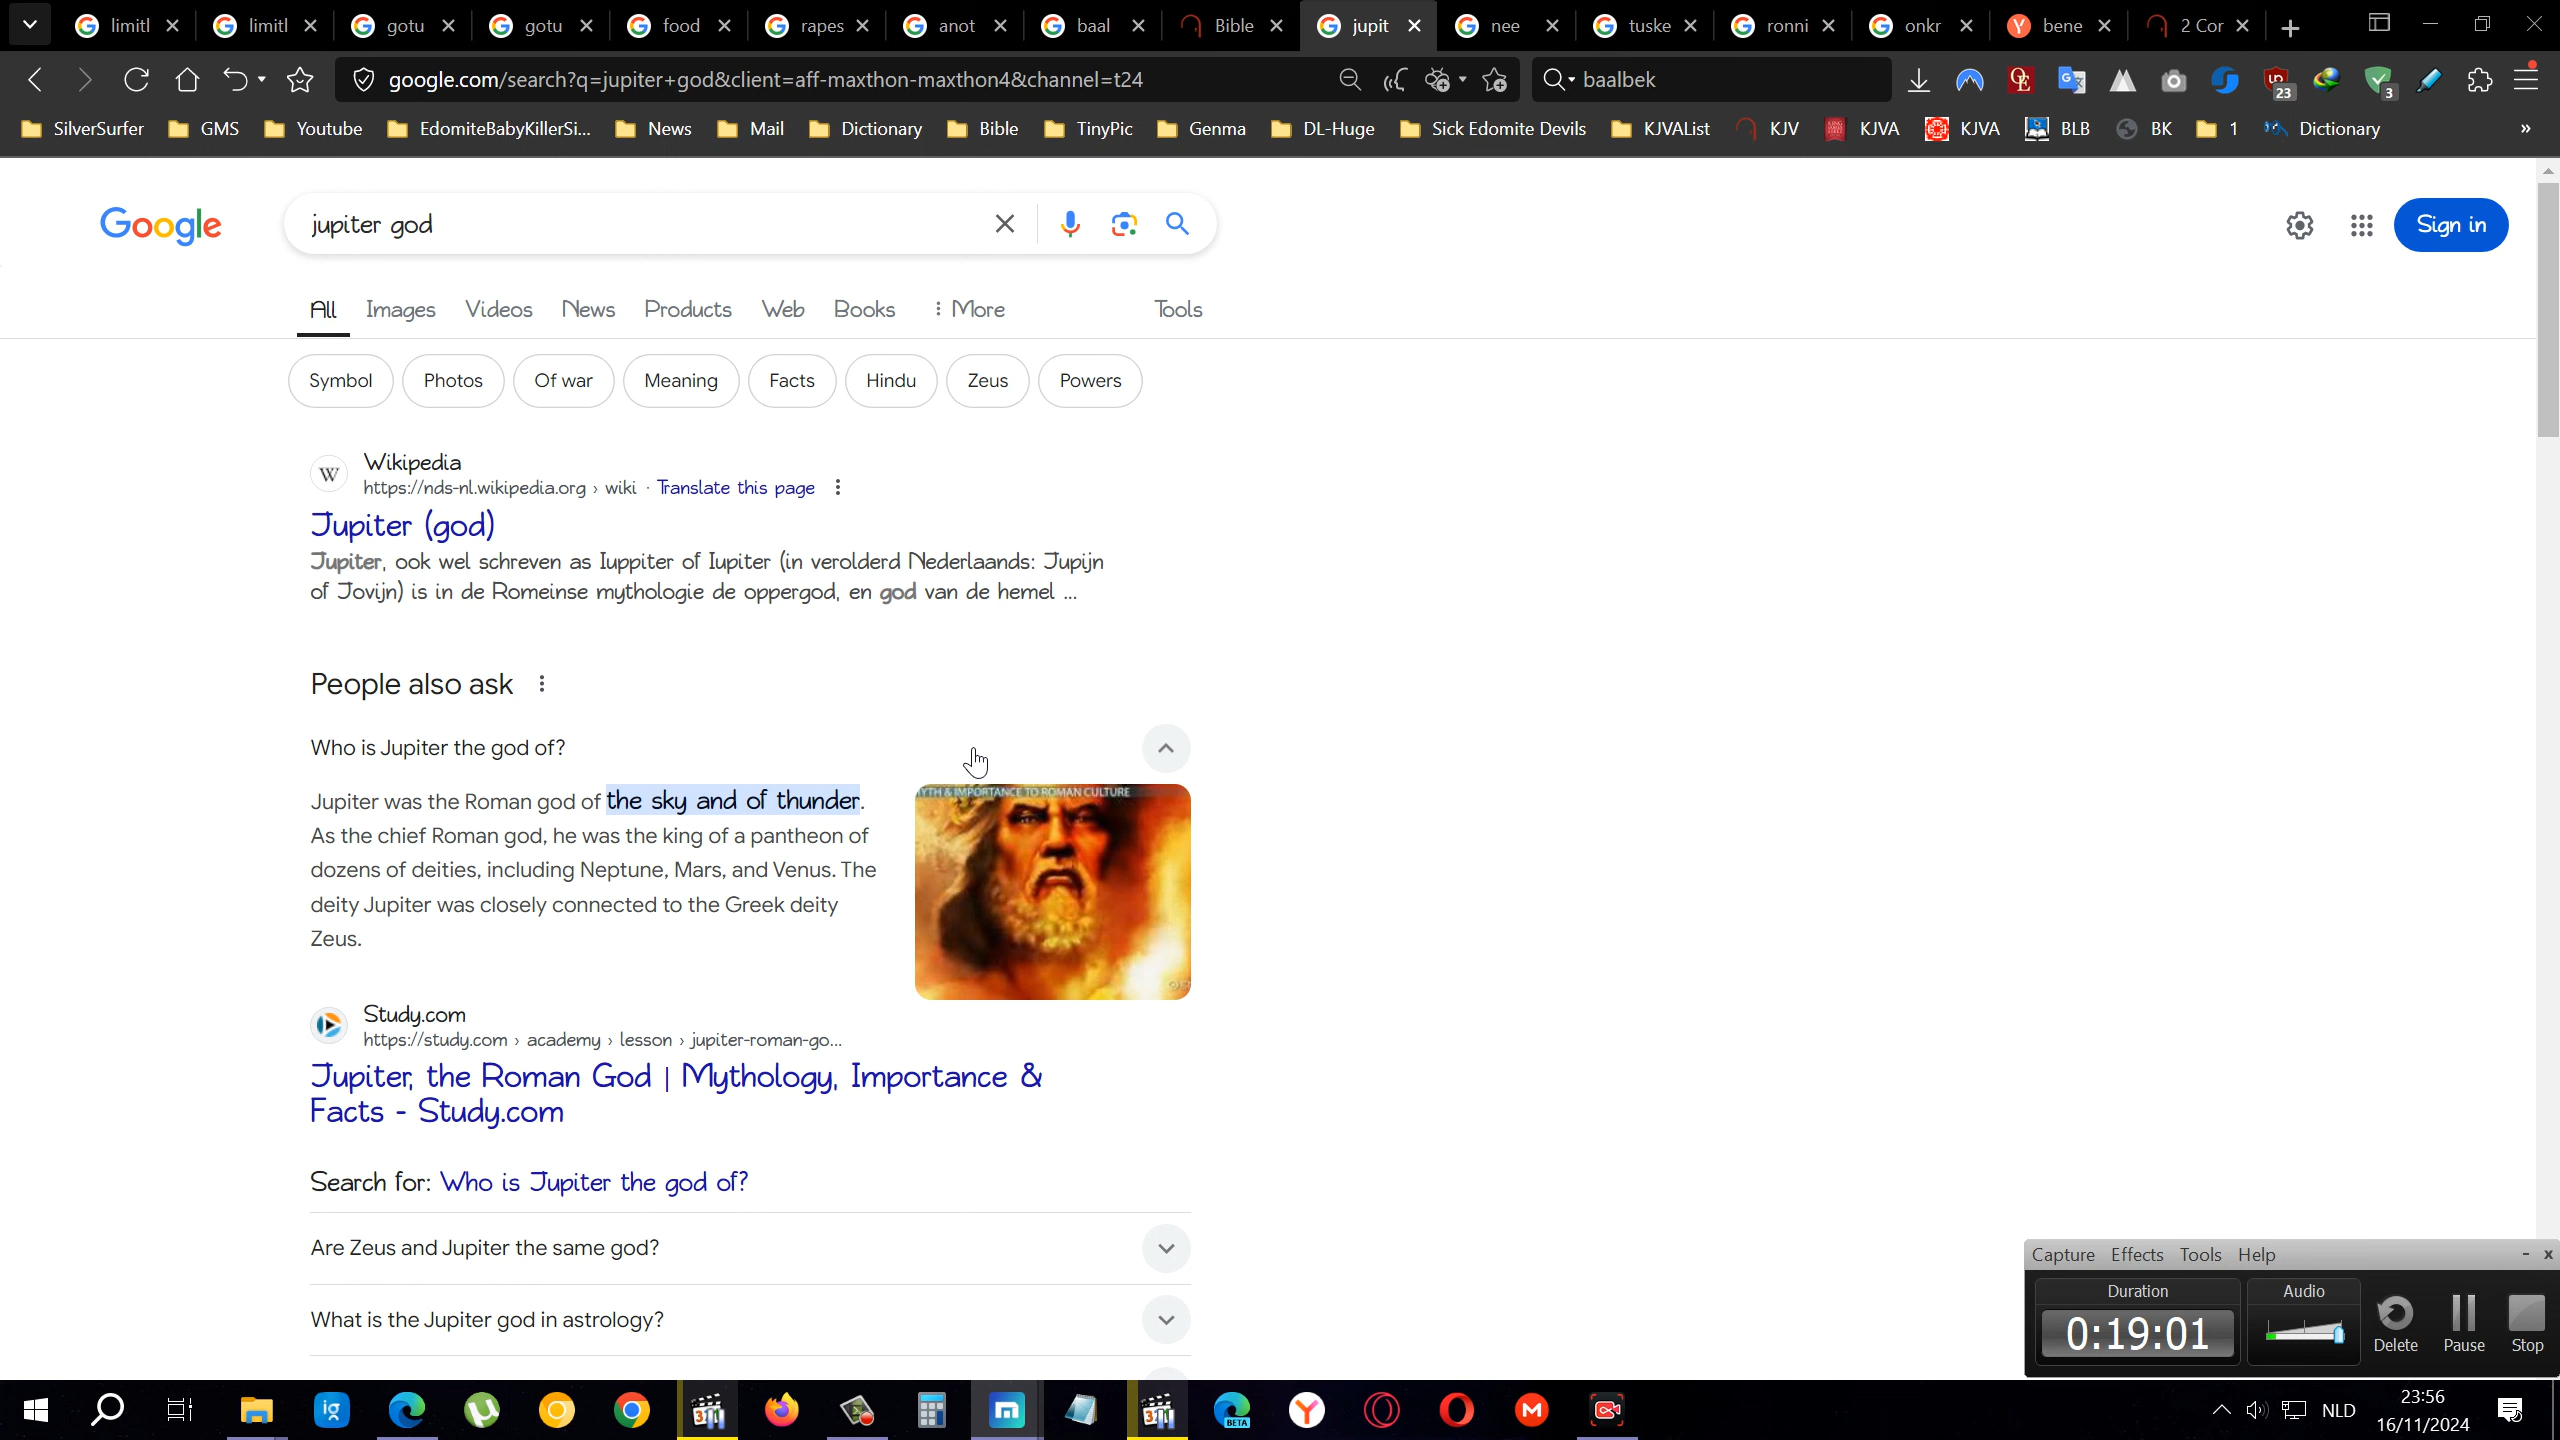 limitl limitl gotu gotu food rapes anot baal Bible jupit nee tuske ronni onkr bene 2 Cor
google.com/search?q=jupiter+god&client=aff-maxthon-maxthon4&channel=t24 baalbek 23 3
SilverSurfer GMS Youtube EdomiteBabyKillerSi... News Mail Dictionary Bible TinyPic Genma DL-Huge Sick Edomite Devils KJVAList KJV KJVA KJVA BLB BK 1 Dictionary »
Google jupiter god Sign in
All Images Videos News Products Web Books More Tools
Symbol Photos Of war Meaning Facts Hindu Zeus Powers
W Wikipedia
https://nds-nl.wikipedia.org › wiki · Translate this page
Jupiter (god)
Jupiter, ook wel schreven as Iuppiter of Iupiter (in verolderd Nederlaands: Jupijn
of Jovijn) is in de Romeinse mythologie de oppergod, en god van de hemel ...
People also ask
Who is Jupiter the god of?
Jupiter was the Roman god of the sky and of thunder.
As the chief Roman god, he was the king of a pantheon of
dozens of deities, including Neptune, Mars, and Venus. The
deity Jupiter was closely connected to the Greek deity
Zeus.
YTH & IMPORTANCE TO ROMAN CULTURE
Study.com
https://study.com › academy › lesson › jupiter-roman-go...
Jupiter, the Roman God | Mythology, Importance &
Facts - Study.com
Search for: Who is Jupiter the god of?
Are Zeus and Jupiter the same god?
What is the Jupiter god in astrology?
Capture Effects Tools Help
Duration Audio
0:19:01
Delete Pause Stop
ig 321 321 BETA NLD 23:56
16/11/2024